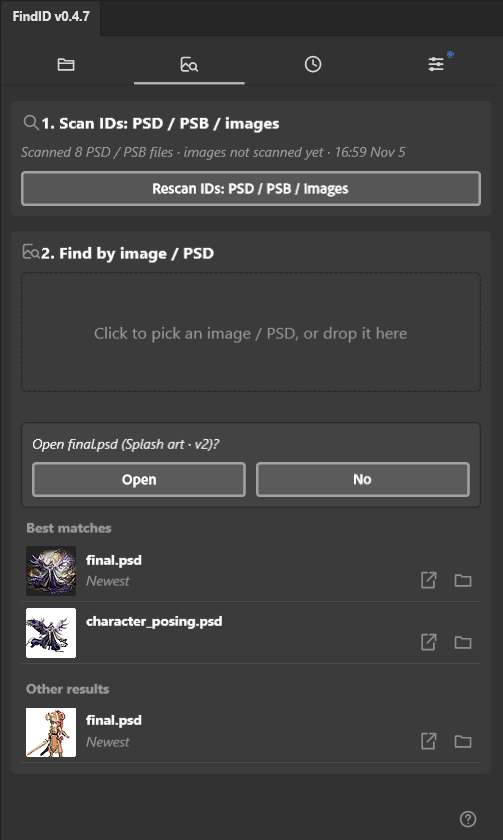 FindID v0.4.7
1. Scan IDs: PSD / PSB / images
Scanned 8 PSD / PSB files · images not scanned yet · 16:59 Nov 5
Rescan IDs: PSD / PSB / Images
2. Find by image / PSD
Click to pick an image / PSD, or drop it here
Open final.psd (Splash art · v2)?
Open
No
Best matches
final.psd
Newest
character_posing.psd
Other results
final.psd
Newest